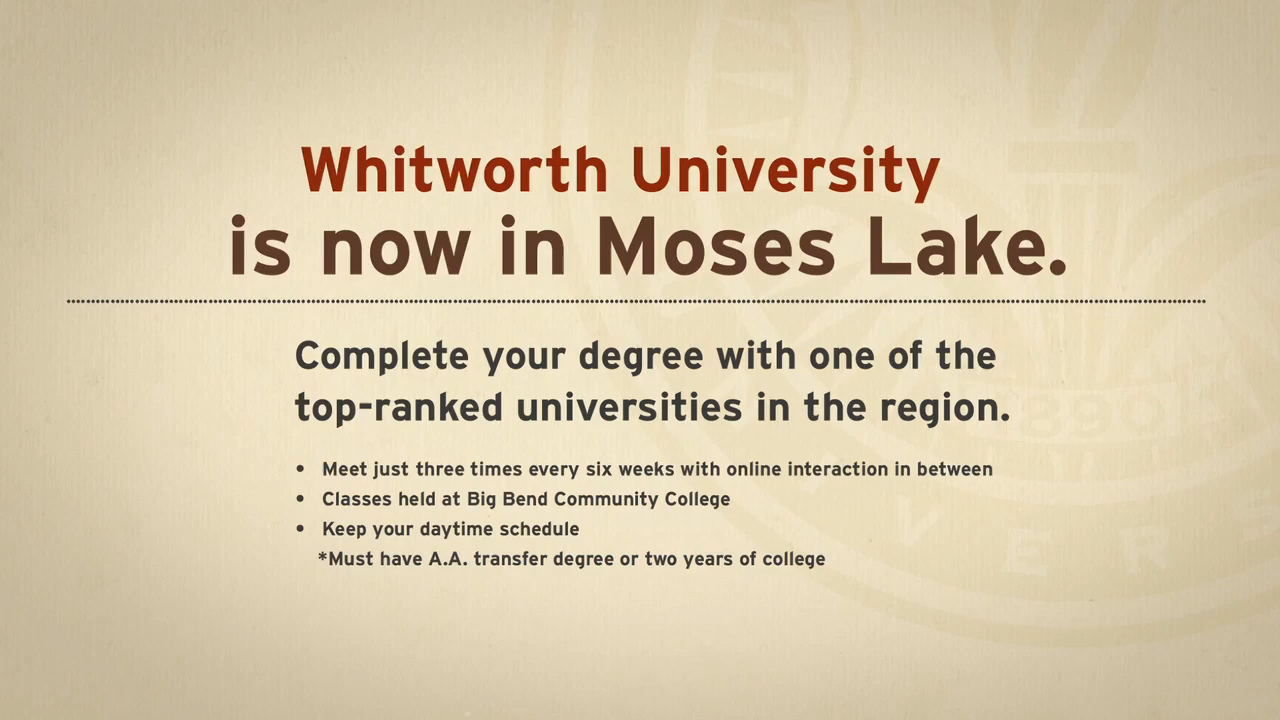 Whitworth University
is now in Moses Lake.
Complete your degree with one of the
top-ranked universities in the region.
• Meet just three times every six weeks with online interaction in between
• Classes held at Big Bend Community College
• Keep your daytime schedule
*Must have A.A. transfer degree or two years of college